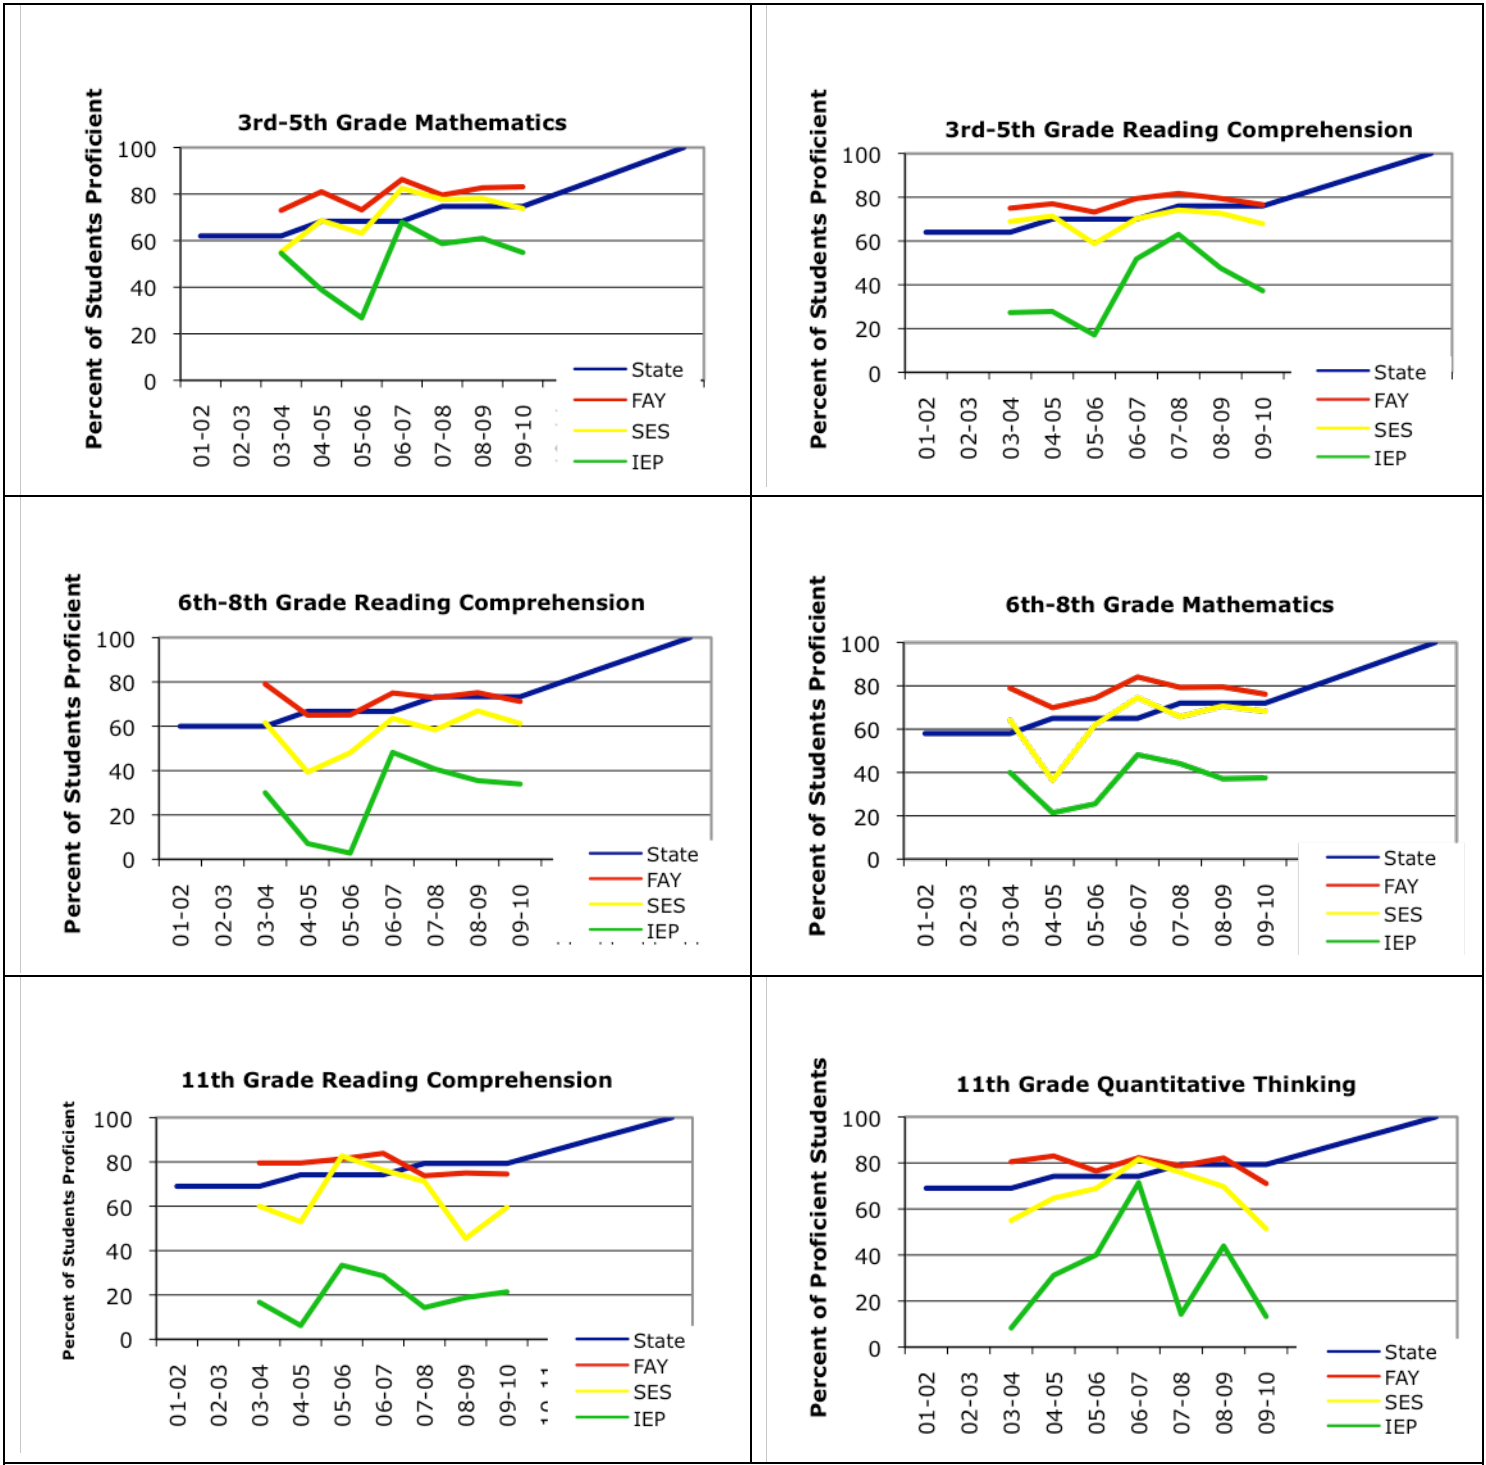 Percent of Students Proficient
3rd-5th Grade Mathematics
100
80
60
40
20
0
01-02
02-03
03-04
04-05
05-06
06-07
07-08
08-09
09-10
State
FAY
SES
IEP
Percent of Students Proficient
3rd-5th Grade Reading Comprehension
100
80
60
40
20
0
01-02
02-03
03-04
04-05
05-06
06-07
07-08
08-09
09-10
State
FAY
SES
IEP
Percent of Students Proficient
6th-8th Grade Reading Comprehension
100
80
60
40
20
0
01-02
02-03
03-04
04-05
05-06
06-07
07-08
08-09
09-10
State
FAY
SES
IEP
Percent of Students Proficient
6th-8th Grade Mathematics
100
80
60
40
20
0
01-02
02-03
03-04
04-05
05-06
06-07
07-08
08-09
09-10
State
FAY
SES
IEP
Percent of Students Proficient
11th Grade Reading Comprehension
100
80
60
40
20
0
01-02
02-03
03-04
04-05
05-06
06-07
07-08
08-09
09-10
State
FAY
SES
IEP
Percent of Proficient Students
11th Grade Quantitative Thinking
100
80
60
40
20
0
01-02
02-03
03-04
04-05
05-06
06-07
07-08
08-09
09-10
State
FAY
SES
IEP